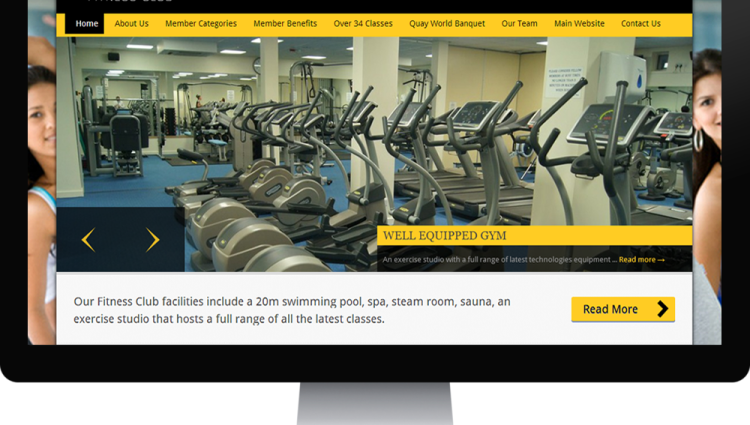 Home About Us Member Categories Member Benefits Over 34 Classes Quay World Banquet Our Team Main Website Contact Us
WELL EQUIPPED GYM
An exercise studio with a full range of latest technologies equipment ... Read more →
Our Fitness Club facilities include a 20m swimming pool, spa, steam room, sauna, an
exercise studio that hosts a full range of all the latest classes.
Read More